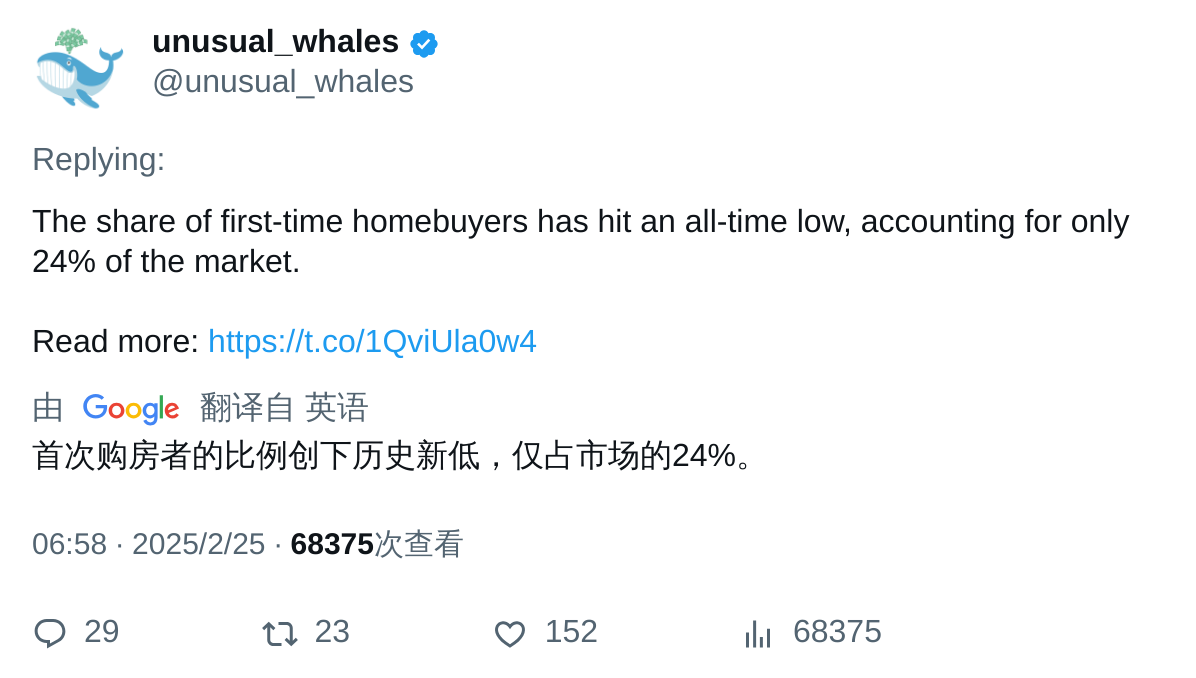 unusual_whales
@unusual_whales
Replying:
The share of first-time homebuyers has hit an all-time low, accounting for only
24% of the market.
Read more: https://t.co/1QviUla0w4
由 Google 翻译自 英语
首次购房者的比例创下历史新低，仅占市场的24%。
06:58 · 2025/2/25 · 68375次查看
29 23 152 68375